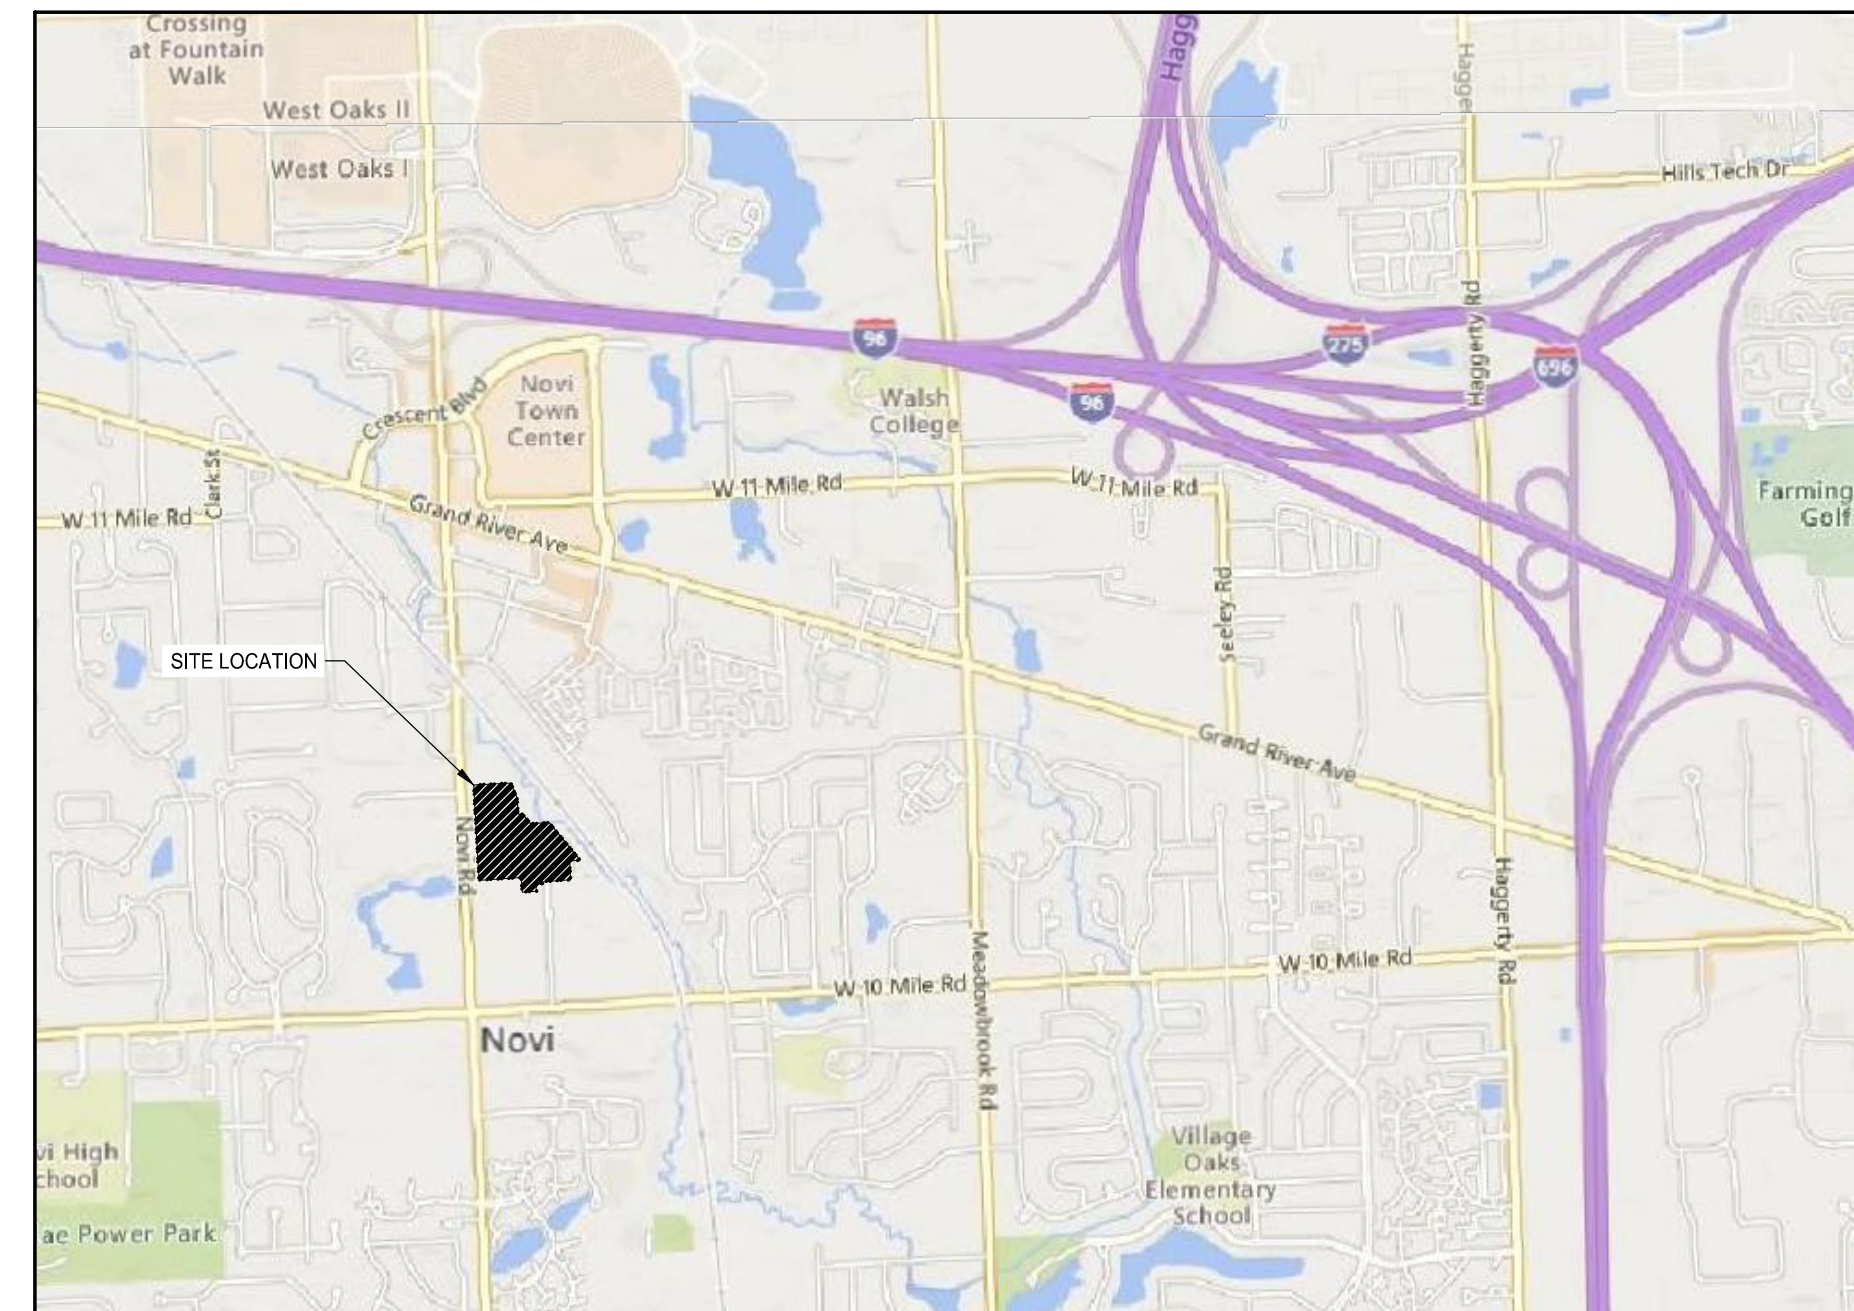 Crossing
at Fountain
Walk
West Oaks II
West Oaks I
Hagg
Hagge
Hills Tech Dr
96
275
696
96
Haggerty Rd
Novi
Town
Center
Crescent Blvd
Walsh
College
W 11 Mile Rd
W 11 Mile Rd
Clark St
W 11 Mile Rd
Grand River Ave
Farming
Golf
Seeley Rd
SITE LOCATION
Grand River Ave
Novi Rd
Haggerty Rd
W 10 Mile Rd
W 10 Mile Rd
Meadowbrook Rd
Novi
vi High
chool
ae Power Park
Village
Oaks
Elementary
School